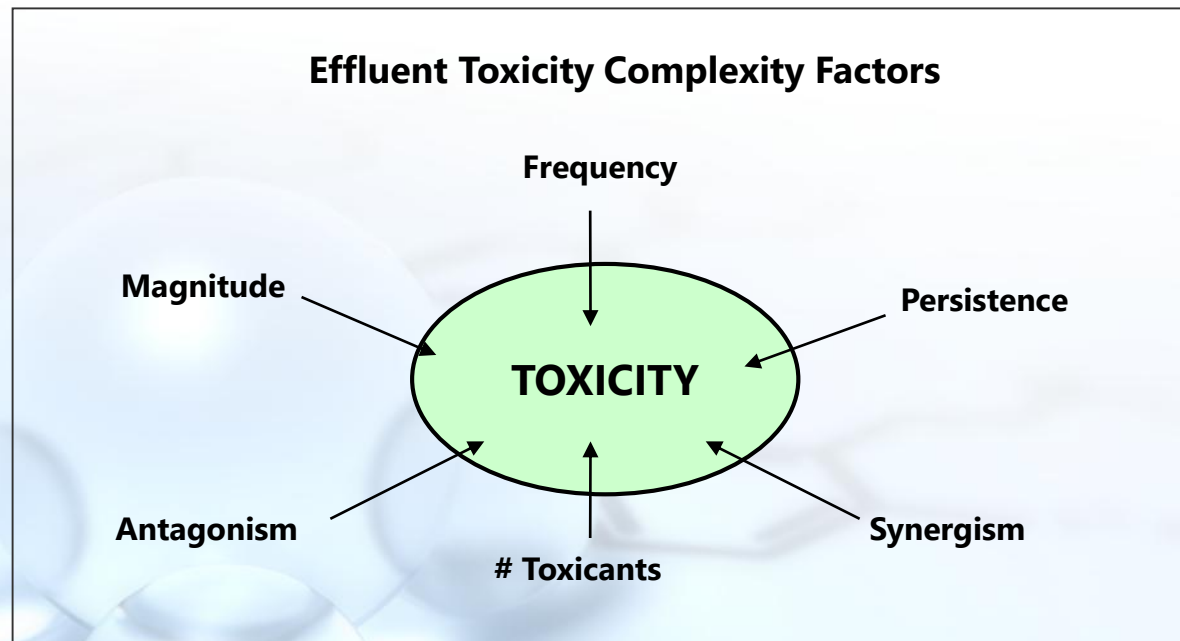 Effluent Toxicity Complexity Factors
Frequency
Magnitude
Persistence
TOXICITY
Antagonism
Synergism
# Toxicants